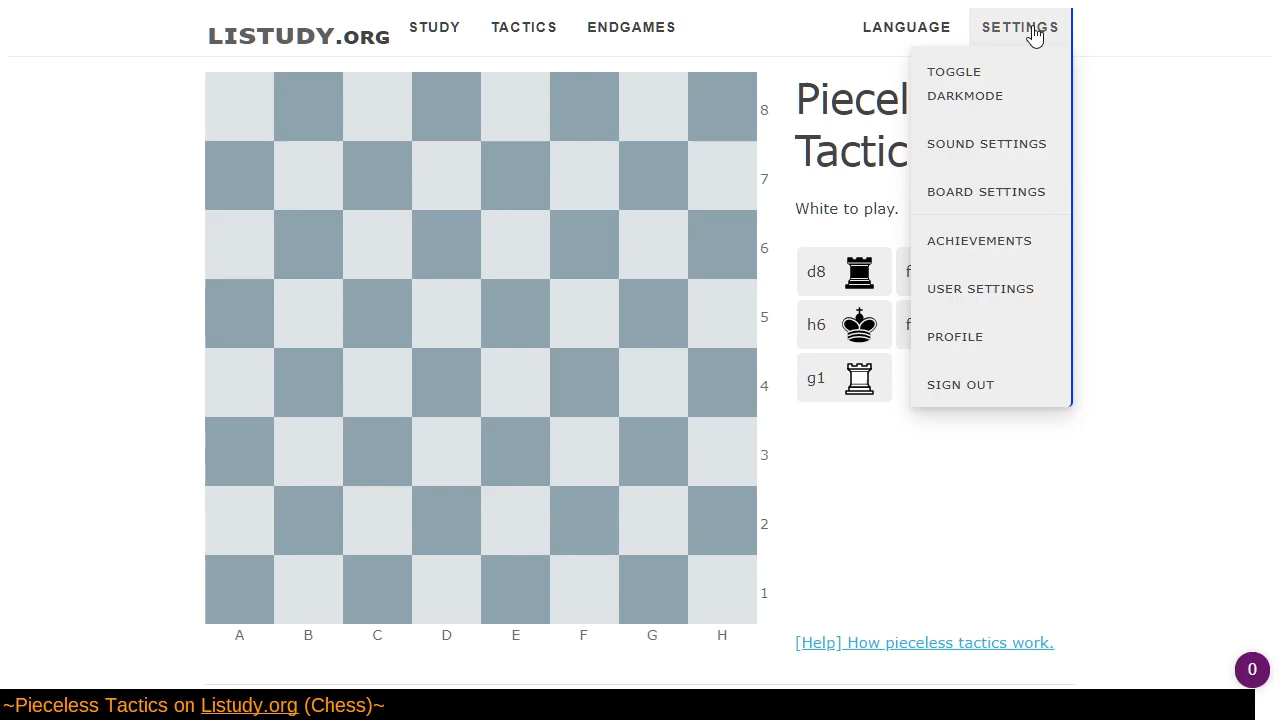 LISTUDY.ORG
STUDY TACTICS ENDGAMES LANGUAGE SETTINGS
TOGGLE
DARKMODE
SOUND SETTINGS
BOARD SETTINGS
ACHIEVEMENTS
USER SETTINGS
PROFILE
SIGN OUT
8
7
6
5
4
3
2
1
A B C D E F G H
Piecel
Tactic
White to play.
d8 f
h6 f
g1
[Help] How pieceless tactics work.
0
~Pieceless Tactics on Listudy.org (Chess)~